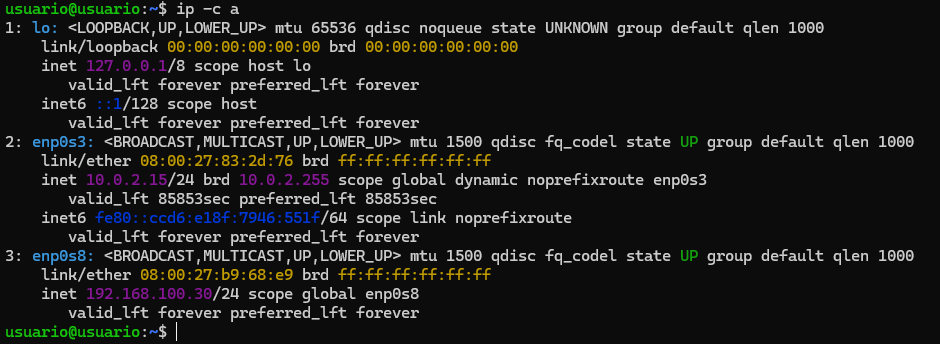 usuario@usuario:~$ ip -c a
1: lo: <LOOPBACK,UP,LOWER_UP> mtu 65536 qdisc noqueue state UNKNOWN group default qlen 1000
    link/loopback 00:00:00:00:00:00 brd 00:00:00:00:00:00
    inet 127.0.0.1/8 scope host lo
       valid_lft forever preferred_lft forever
    inet6 ::1/128 scope host
       valid_lft forever preferred_lft forever
2: enp0s3: <BROADCAST,MULTICAST,UP,LOWER_UP> mtu 1500 qdisc fq_codel state UP group default qlen 1000
    link/ether 08:00:27:83:2d:76 brd ff:ff:ff:ff:ff:ff
    inet 10.0.2.15/24 brd 10.0.2.255 scope global dynamic noprefixroute enp0s3
       valid_lft 85853sec preferred_lft 85853sec
    inet6 fe80::ccd6:e18f:7946:551f/64 scope link noprefixroute
       valid_lft forever preferred_lft forever
3: enp0s8: <BROADCAST,MULTICAST,UP,LOWER_UP> mtu 1500 qdisc fq_codel state UP group default qlen 1000
    link/ether 08:00:27:b9:68:e9 brd ff:ff:ff:ff:ff:ff
    inet 192.168.100.30/24 scope global enp0s8
       valid_lft forever preferred_lft forever
usuario@usuario:~$